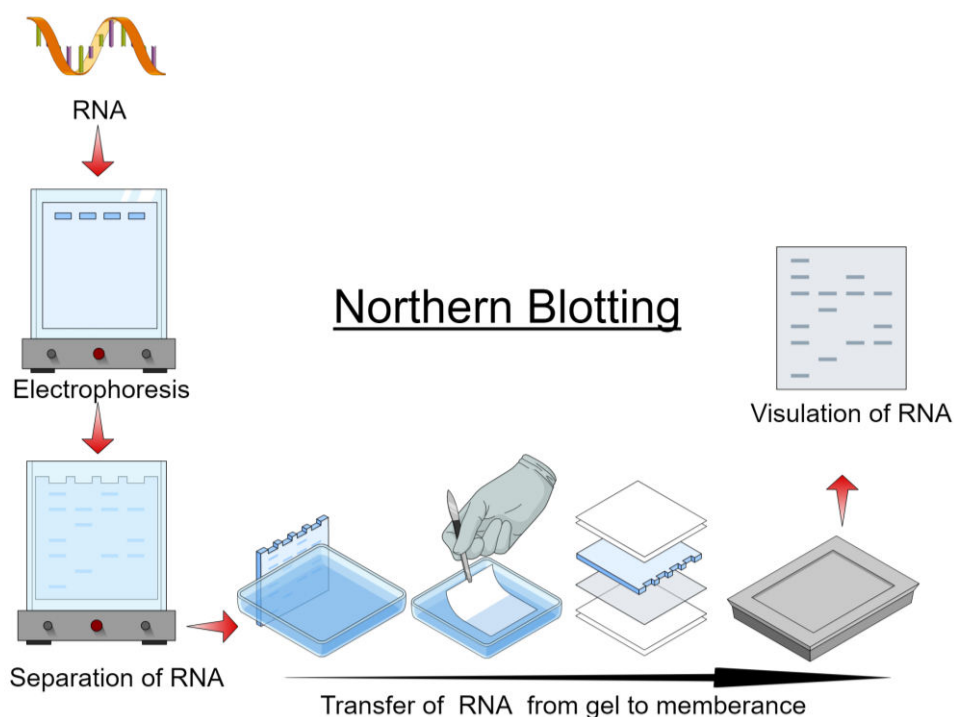 RNA
Electrophoresis
Separation of RNA
Northern Blotting
Transfer of  RNA  from gel to memberance
Visulation of RNA